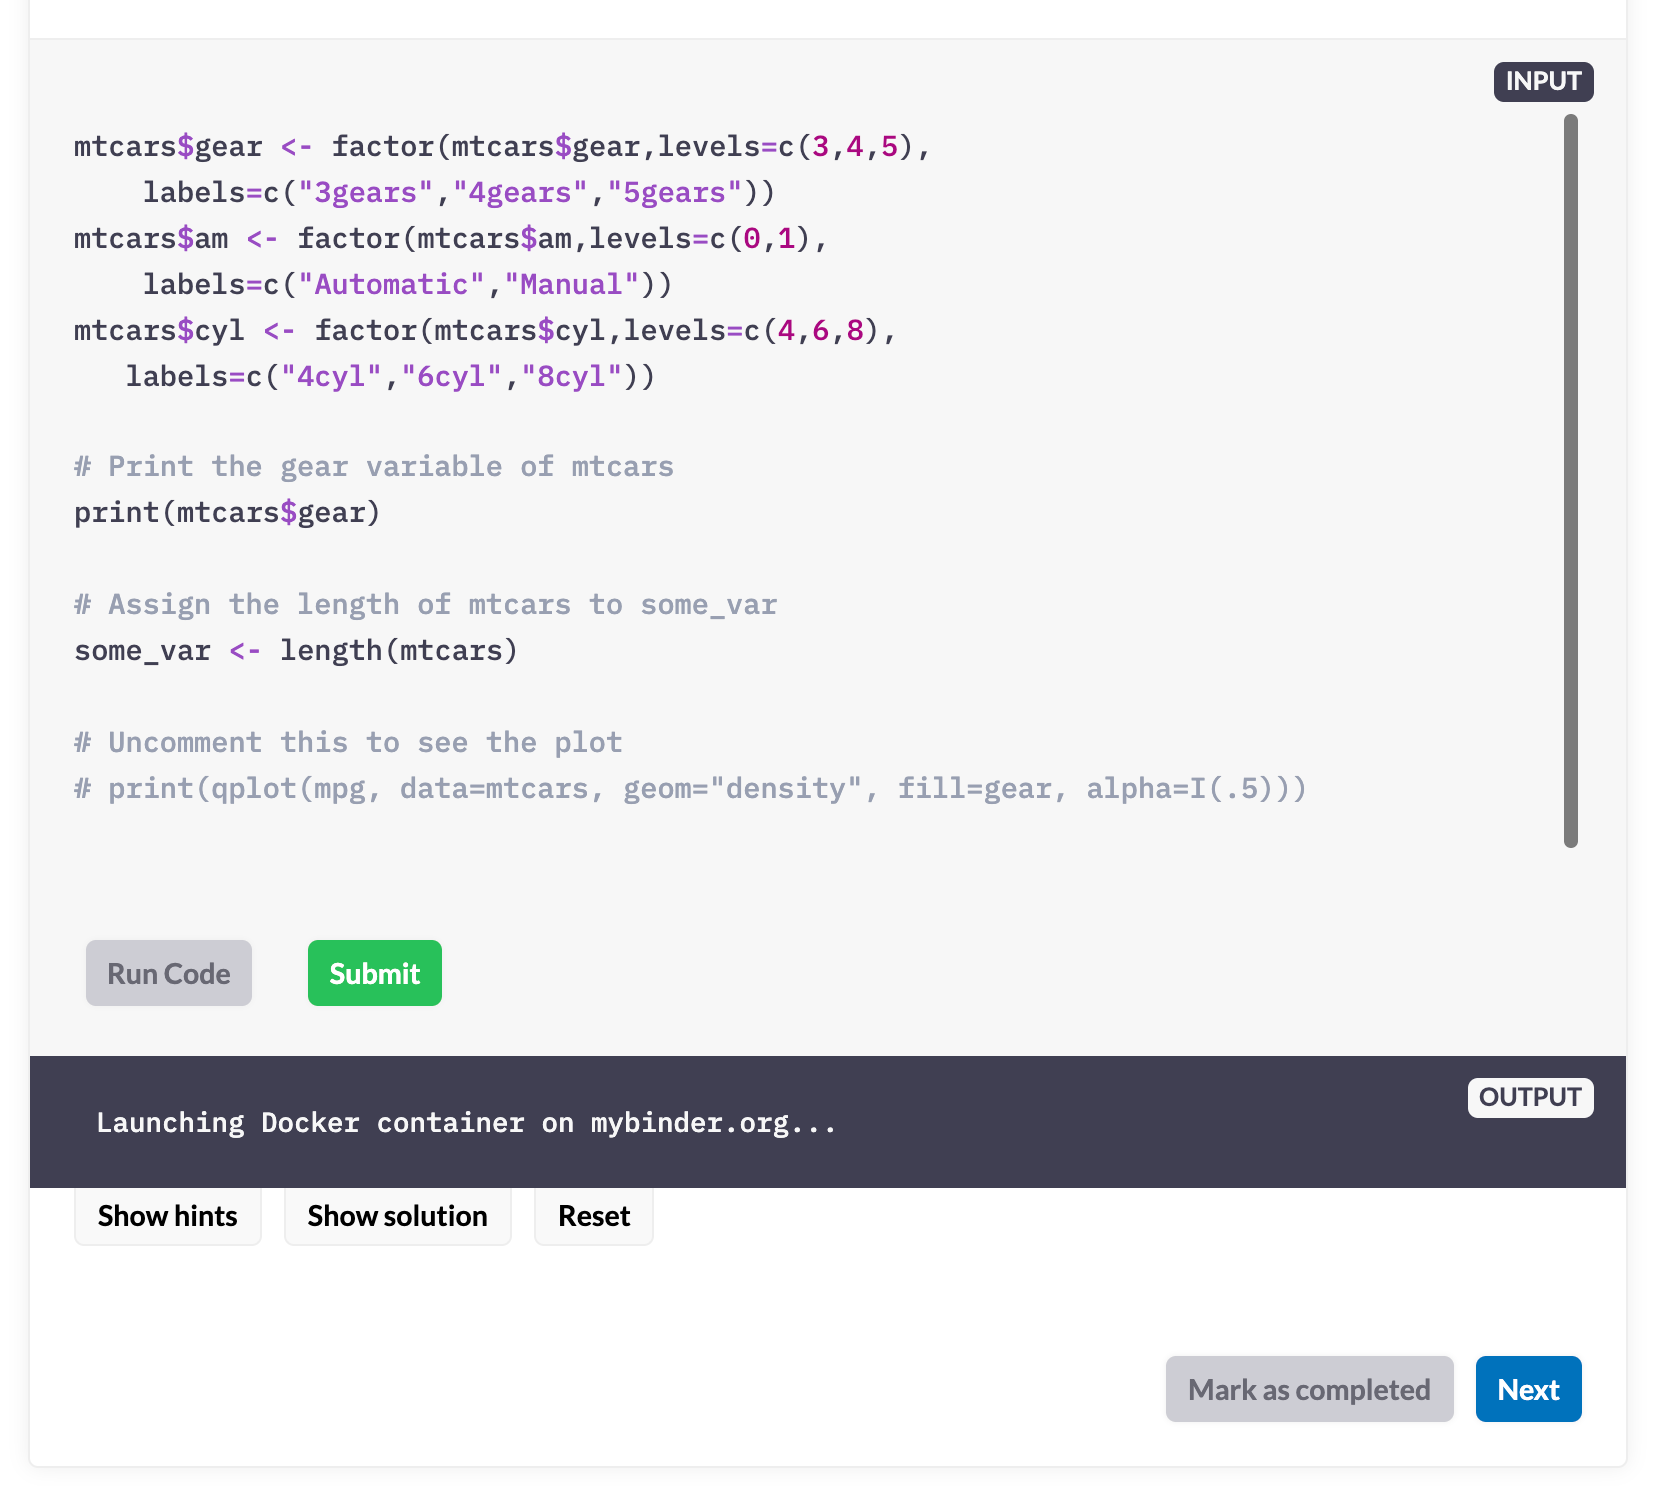 INPUT
mtcars$gear <- factor(mtcars$gear,levels=c(3,4,5),
    labels=c("3gears","4gears","5gears"))
mtcars$am <- factor(mtcars$am,levels=c(0,1),
    labels=c("Automatic","Manual"))
mtcars$cyl <- factor(mtcars$cyl,levels=c(4,6,8),
   labels=c("4cyl","6cyl","8cyl"))
# Print the gear variable of mtcars
print(mtcars$gear)
# Assign the length of mtcars to some_var
some_var <- length(mtcars)
# Uncomment this to see the plot
# print(qplot(mpg, data=mtcars, geom="density", fill=gear, alpha=I(.5)))
Run Code Submit
OUTPUT
Launching Docker container on mybinder.org...
Show hints Show solution Reset
Mark as completed Next